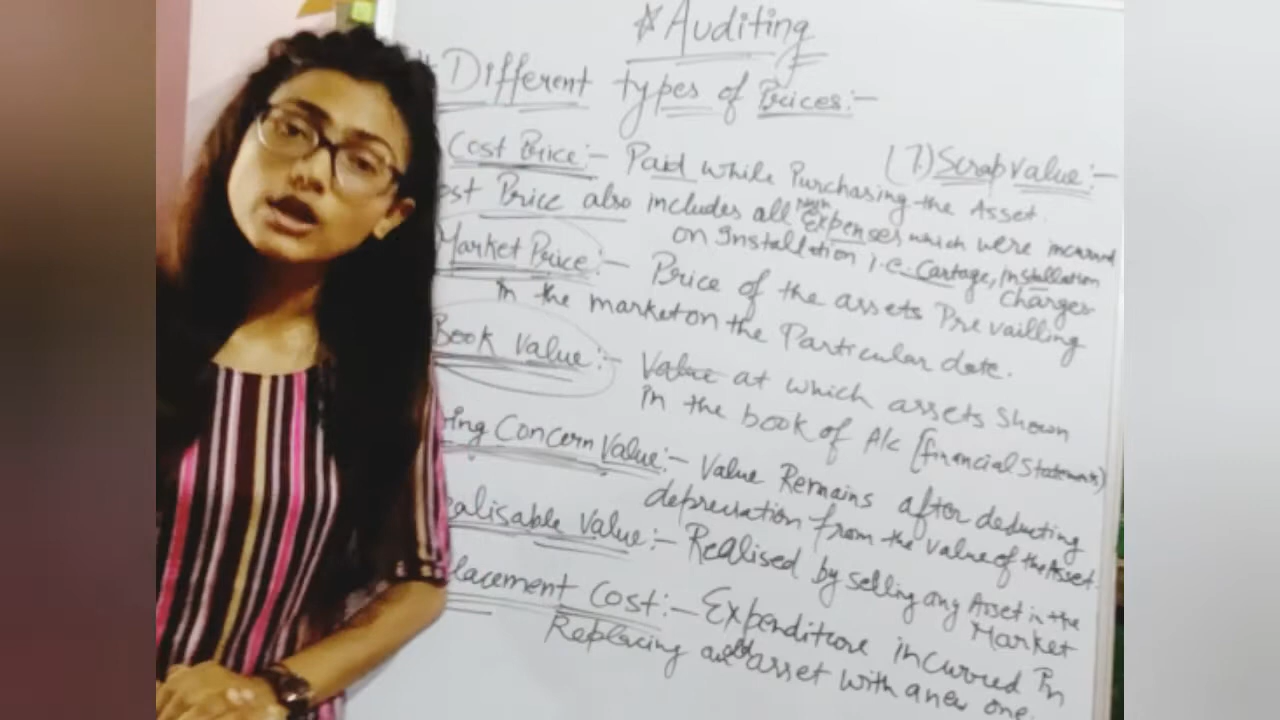 ☆ Auditing
Different types of Prices:-
Cost Price:- Paid while Purchasing the Asset.
(7.) Scrap Value:-
Price also includes all Expenses which were incurred
on Installation i.e. Cartage, Installation
charges
Market Price:- Price of the assets Prevailling
in the market on the Particular date.
Book Value:- Value at which assets shown
in the book of A/c [financial Statements)
Concern Value:- Value Remains after deducting
depreciation from the value of the Asset.
Value:- Realised by selling any Asset in the
Market
Cost:- Expenditure incurred in
Replacing asset with a new one.